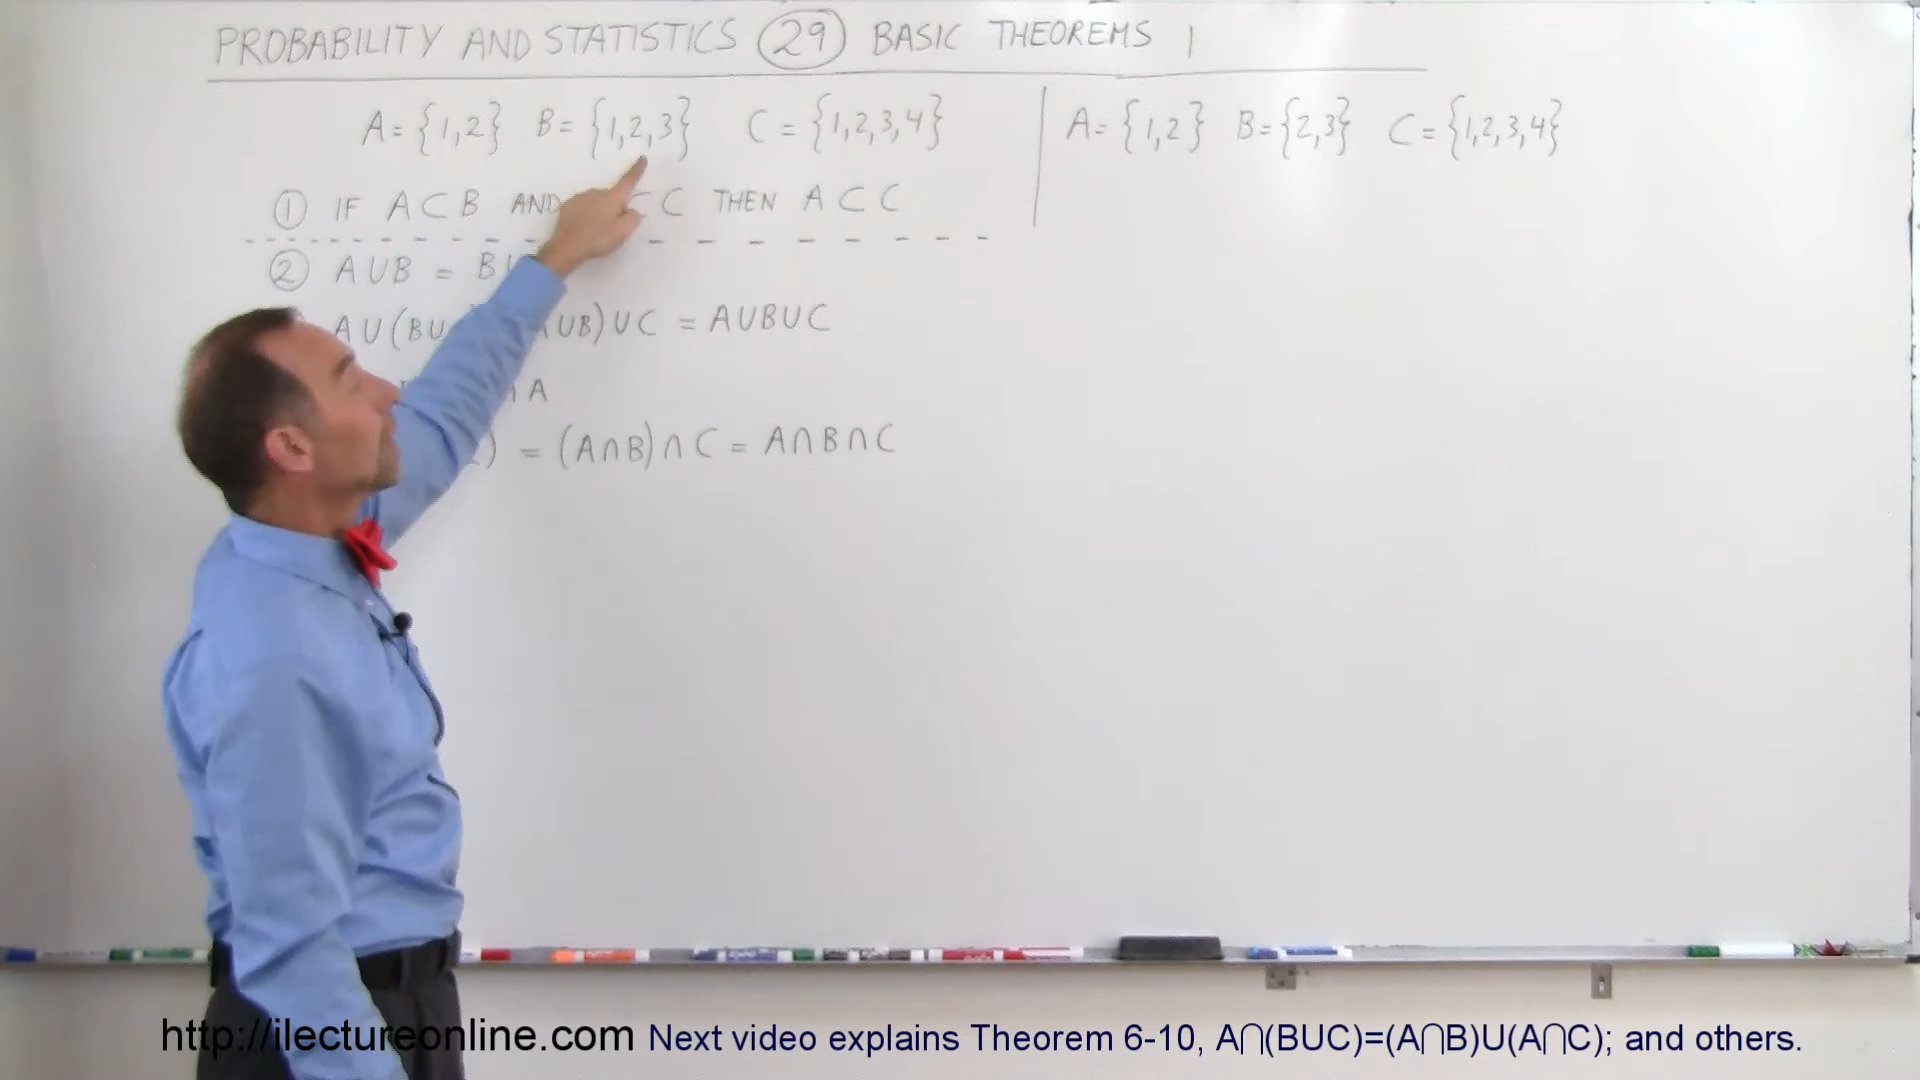 PROBABILITY AND STATISTICS 29 BASIC THEOREMS 1
A = {1,2} B = {1,2,3} C = {1,2,3,4}
A = {1,2} B = {2,3} C = {1,2,3,4}
① IF A ⊂ B AND ⊂ C THEN A ⊂ C
② A∪B = B
A∪(B∪ ∪B)∪C = A∪B∪C
A
) = (A∩B)∩C = A∩B∩C
http://ilectureonline.com Next video explains Theorem 6-10, A∩(BUC)=(A∩B)U(A∩C); and others.